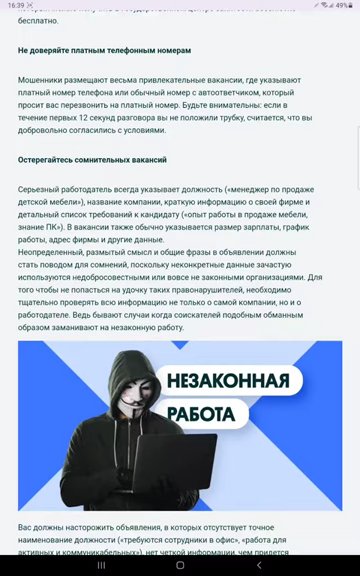 16:39
49%
бесплатно.
Не доверяйте платным телефонным номерам
Мошенники размещают весьма привлекательные вакансии, где указывают
платный номер телефона или обычный номер с автоответчиком, который
просит вас перезвонить на платный номер. Будьте внимательны: если в
течение первых 12 секунд разговора вы не положили трубку, считается, что вы
добровольно согласились с условиями.
Остерегайтесь сомнительных вакансий
Серьезный работодатель всегда указывает должность («менеджер по продаже
детской мебели»), название компании, краткую информацию о своей фирме и
детальный список требований к кандидату («опыт работы в продаже мебели,
знание ПК»). В вакансии также обычно указывается размер зарплаты, график
работы, адрес фирмы и другие данные.
Неопределенный, размытый смысл и общие фразы в объявлении должны
стать поводом для сомнений, поскольку неконкретные данные зачастую
используются недобросовестными или вовсе не законными организациями. Для
того чтобы не попасться на удочку таких правонарушителей, необходимо
тщательно проверять всю информацию не только о самой компании, но и о
работодателе. Ведь бывают случаи когда соискателей подобным обманным
образом заманивают на незаконную работу.
НЕЗАКОННАЯ
РАБОТА
Вас должны насторожить объявления, в которых отсутствует точное
наименование должности («требуются сотрудники в офис», «работа для
активных и коммуникабельных»), нет четкой информации, чем придется